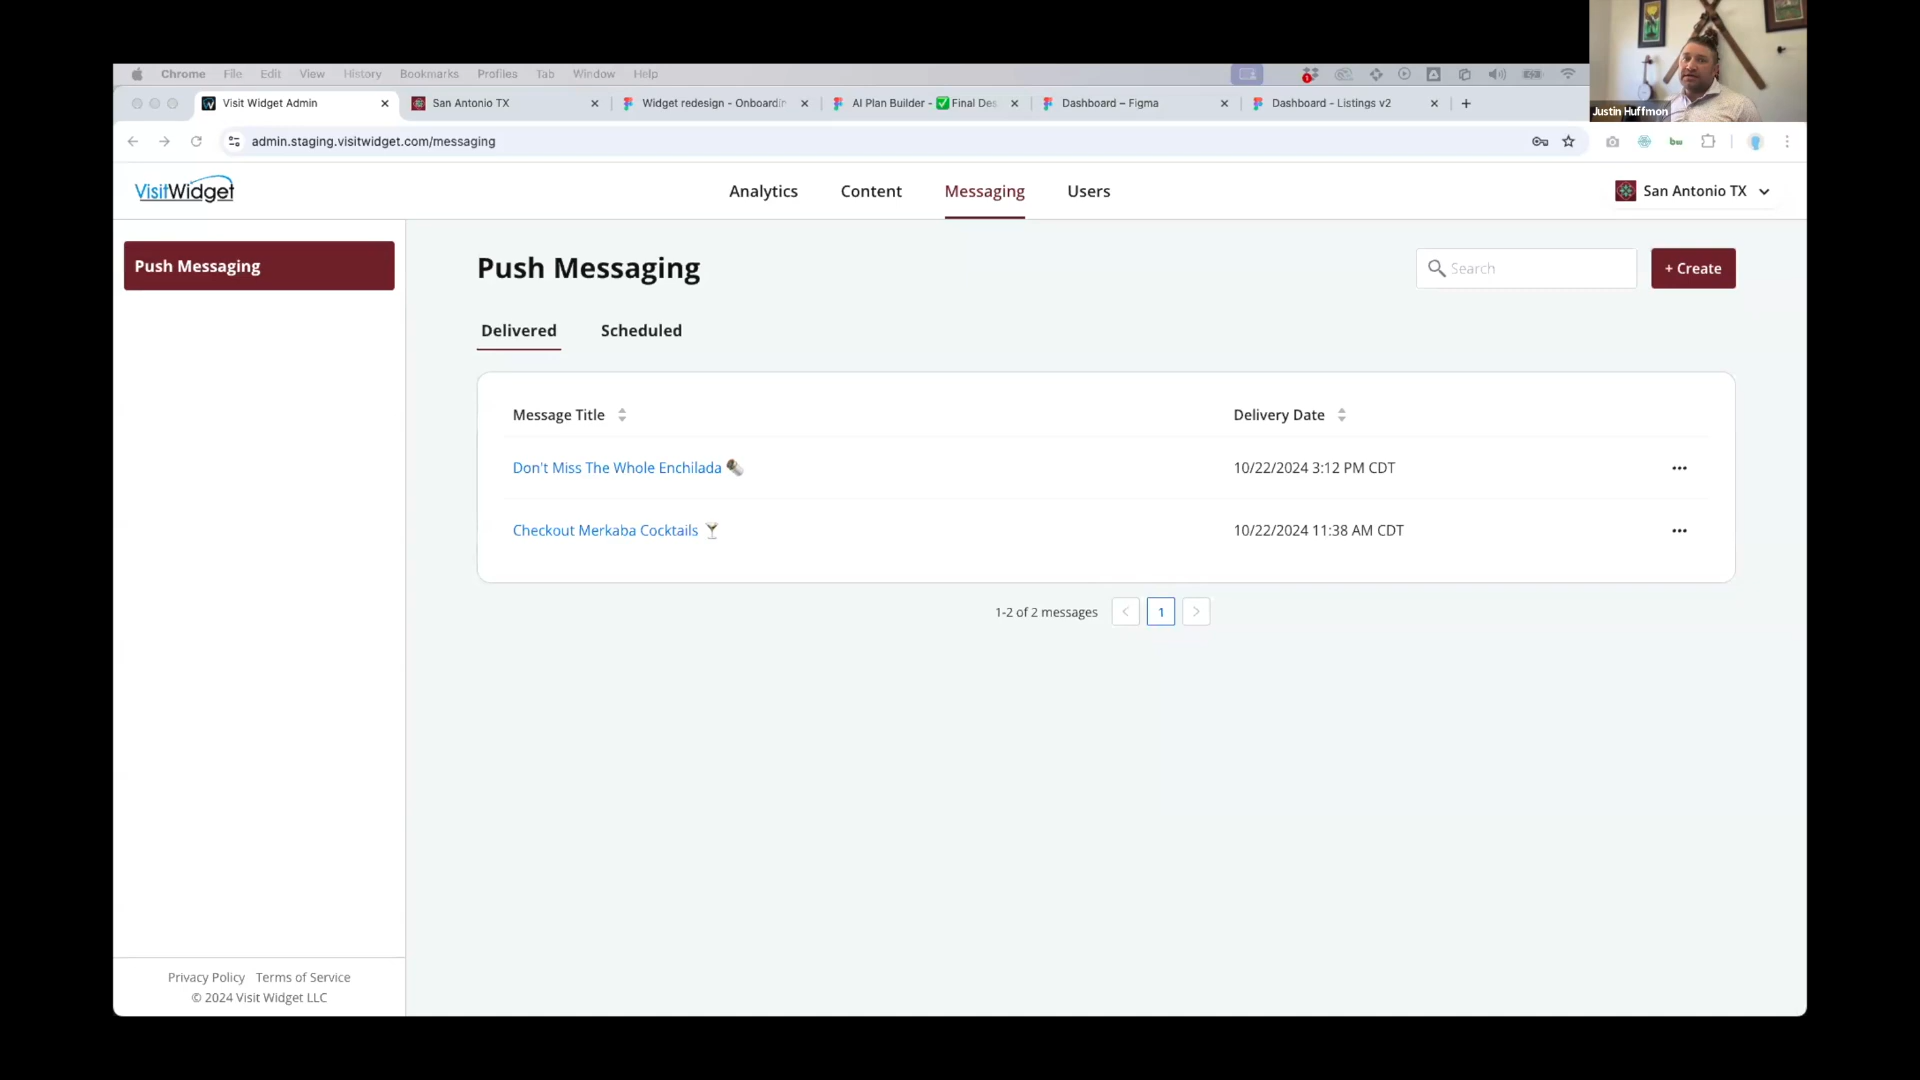 Chrome File Edit View History Bookmarks Profiles Tab Window Help
Visit Widget Admin San Antonio TX Widget redesign - Onboardin AI Plan Builder - ✅ Final Des Dashboard – Figma Dashboard - Listings v2
Justin Huffmon
admin.staging.visitwidget.com/messaging
VisitWidget Analytics Content Messaging Users San Antonio TX
Push Messaging
Push Messaging
Search
+ Create
Delivered Scheduled
Message Title Delivery Date
Don't Miss The Whole Enchilada 🌯 10/22/2024 3:12 PM CDT
Checkout Merkaba Cocktails 🍸 10/22/2024 11:38 AM CDT
1-2 of 2 messages < 1 >
Privacy Policy Terms of Service
© 2024 Visit Widget LLC